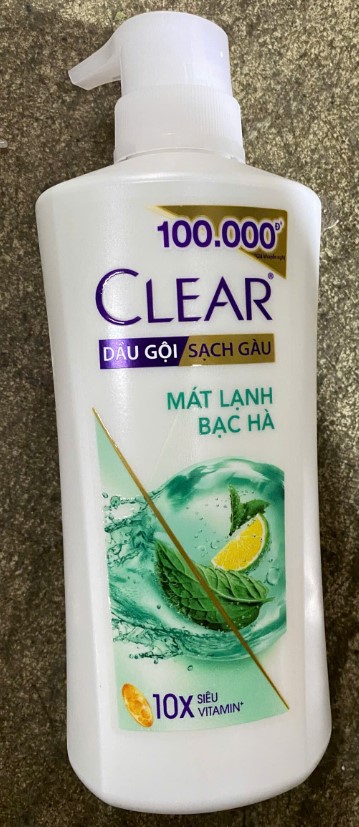 100.000Đ
CLEAR®
DẦU GỘI SẠCH GÀU
MÁT LẠNH
BẠC HÀ
10X SIÊU
VITAMIN+